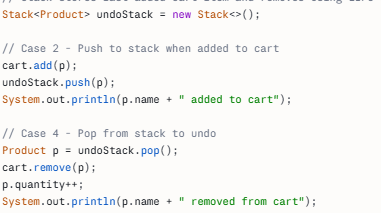 Stack<Product> undoStack = new Stack<>();
// Case 2 - Push to stack when added to cart
cart.add(p);
undoStack.push(p);
System.out.println(p.name + " added to cart");
// Case 4 - Pop from stack to undo
Product p = undoStack.pop();
cart.remove(p);
p.quantity++;
System.out.println(p.name + " removed from cart");